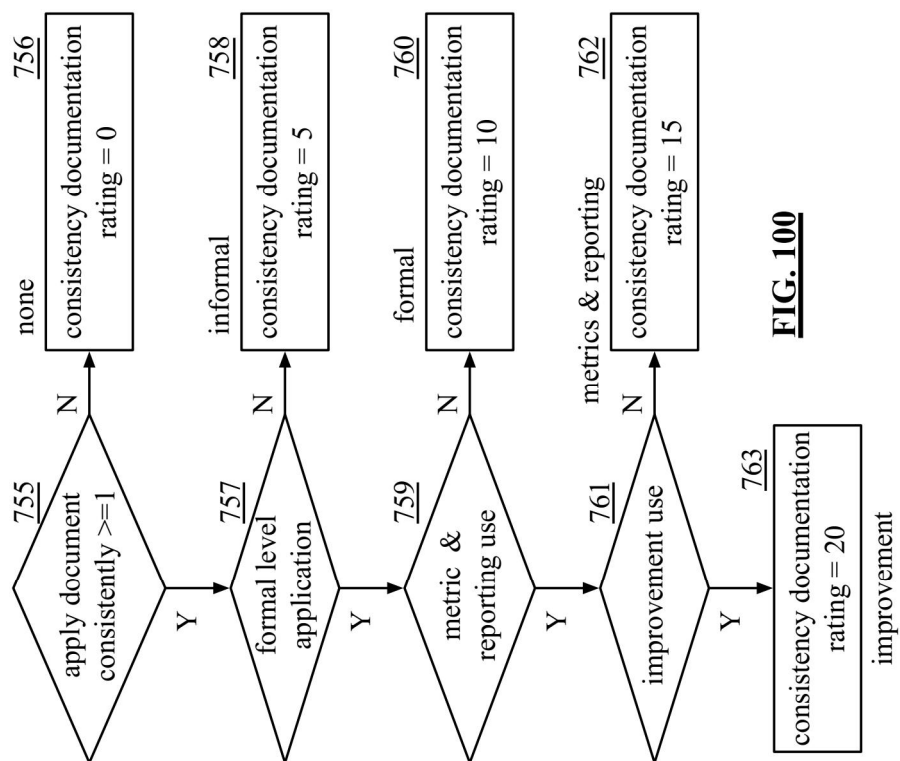 755
apply document
consistently >=1
N
none
756
consistency documentation
rating = 0
Y
757
formal level
application
N
informal
758
consistency documentation
rating = 5
Y
759
metric &
reporting use
N
formal
760
consistency documentation
rating = 10
Y
761
improvement use
N
metrics & reporting
762
consistency documentation
rating = 15
Y
763
consistency documentation
rating = 20
improvement
FIG. 100